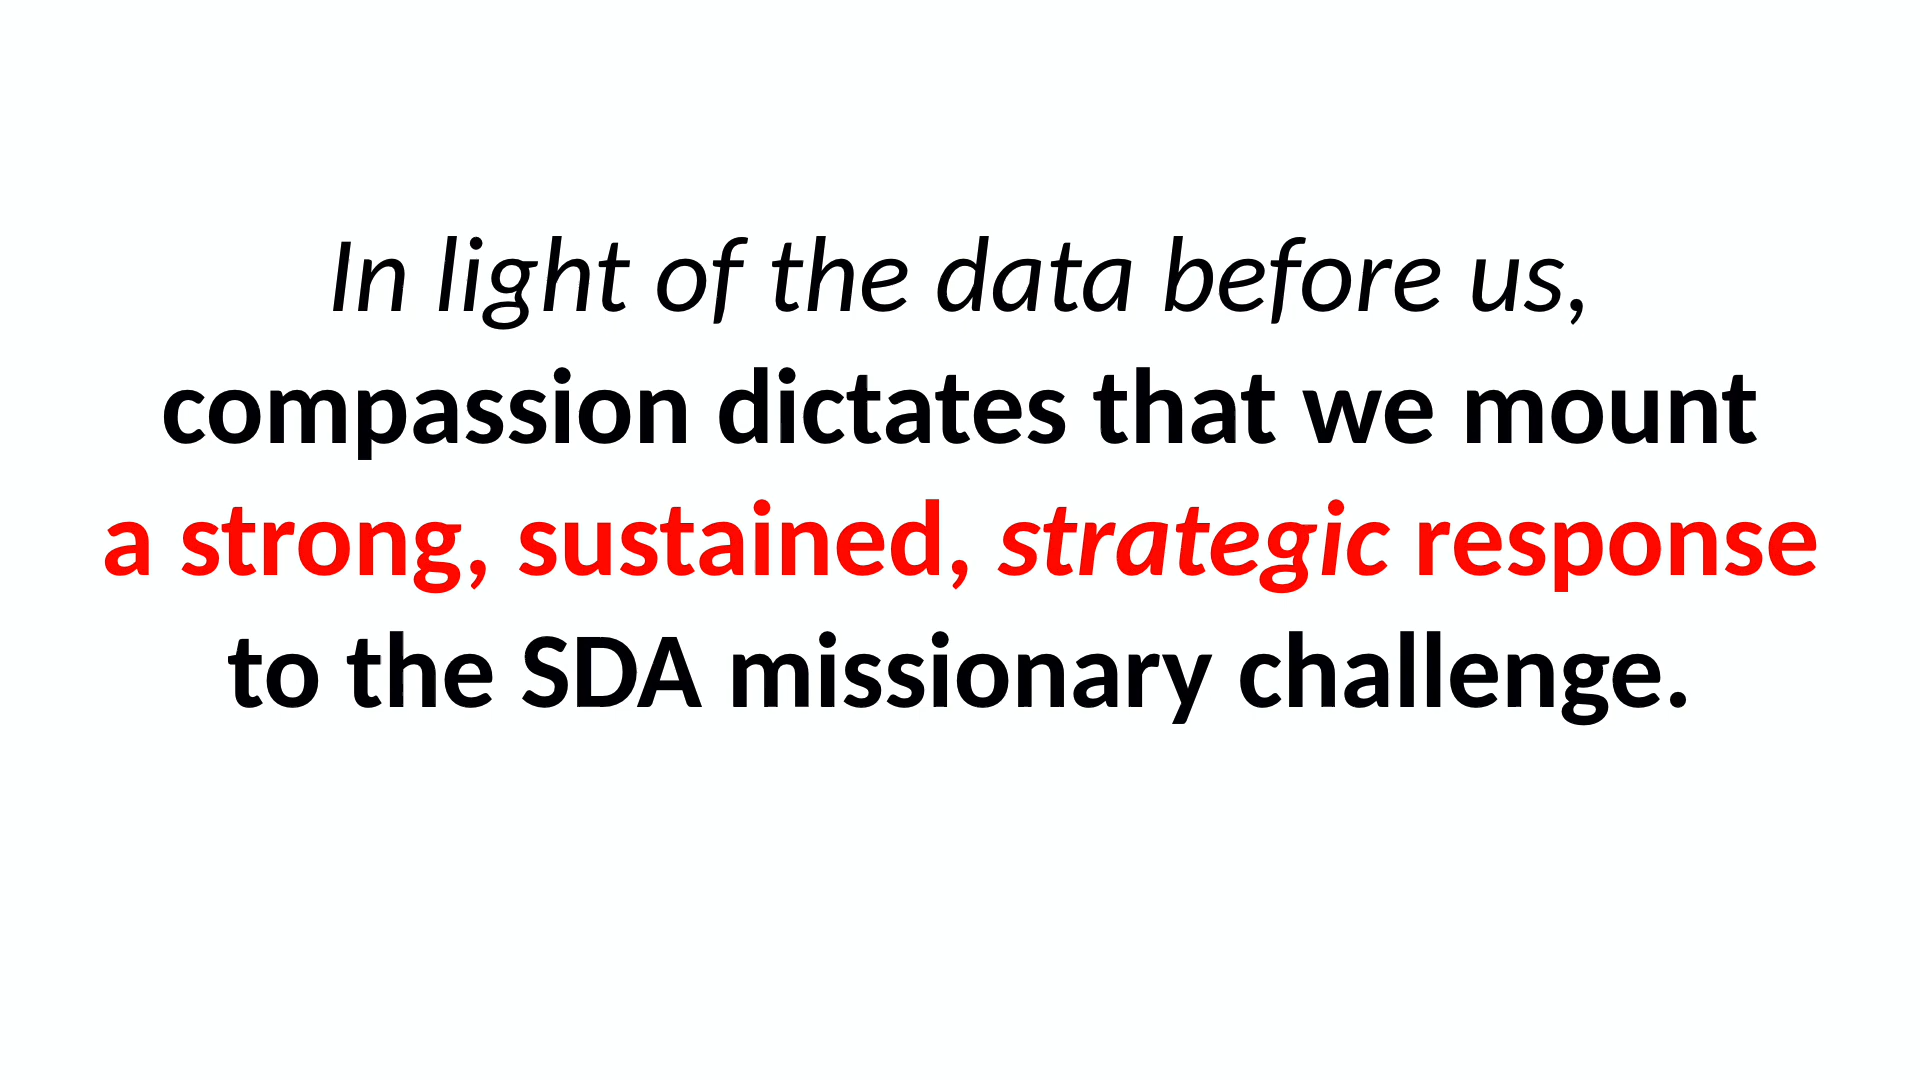 In light of the data before us,
compassion dictates that we mount
a strong, sustained, strategic response
to the SDA missionary challenge.